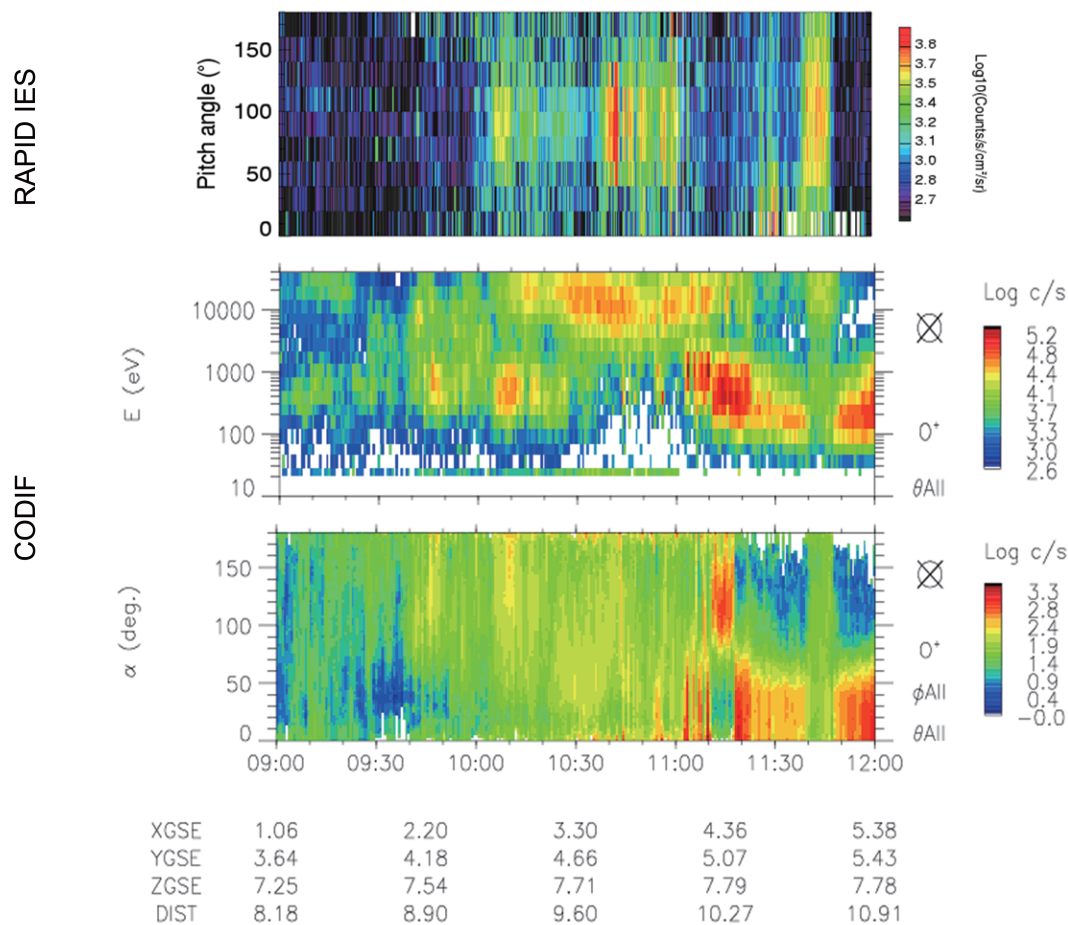 RAPID IES
Pitch angle (°)
150
100
50
0
3.8
3.7
3.5
3.4
3.2
3.1
3.0
2.8
2.7
Log10(Counts/s/cm²/sr)
CODIF
E (eV)
10000
1000
100
10
O⁺
θAll
Log c/s
5.2
4.8
4.4
4.1
3.7
3.3
3.0
2.6
α (deg.)
150
100
50
0
O⁺
φAll
θAll
Log c/s
3.3
2.8
2.4
1.9
1.4
0.9
0.4
−0.0
09:00 09:30 10:00 10:30 11:00 11:30 12:00
XGSE 1.06 2.20 3.30 4.36 5.38
YGSE 3.64 4.18 4.66 5.07 5.43
ZGSE 7.25 7.54 7.71 7.79 7.78
DIST 8.18 8.90 9.60 10.27 10.91